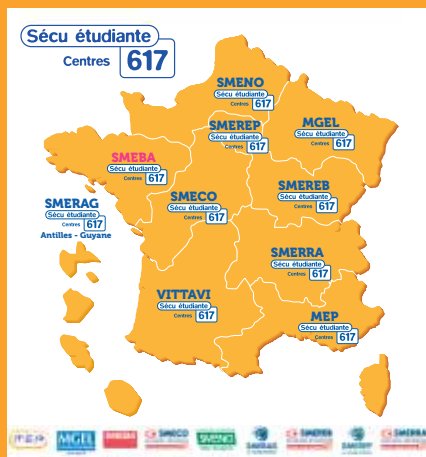 Sécu étudiante
Centres 617
SMENO
Sécu étudiante
Centres 617
SMEREP
Sécu étudiante
Centres 617
MGEL
Sécu étudiante
Centres 617
SMEBA
Sécu étudiante
Centres 617
SMECO
Sécu étudiante
Centres 617
SMEREB
Sécu étudiante
Centres 617
SMERAG
Sécu étudiante
Centres 617
Antilles - Guyane
SMERRA
Sécu étudiante
Centres 617
VITTAVI
Sécu étudiante
Centres 617
MEP
Sécu étudiante
Centres 617
MEP MGEL SMECO SMENO SMEREB SMEREP SMERRA